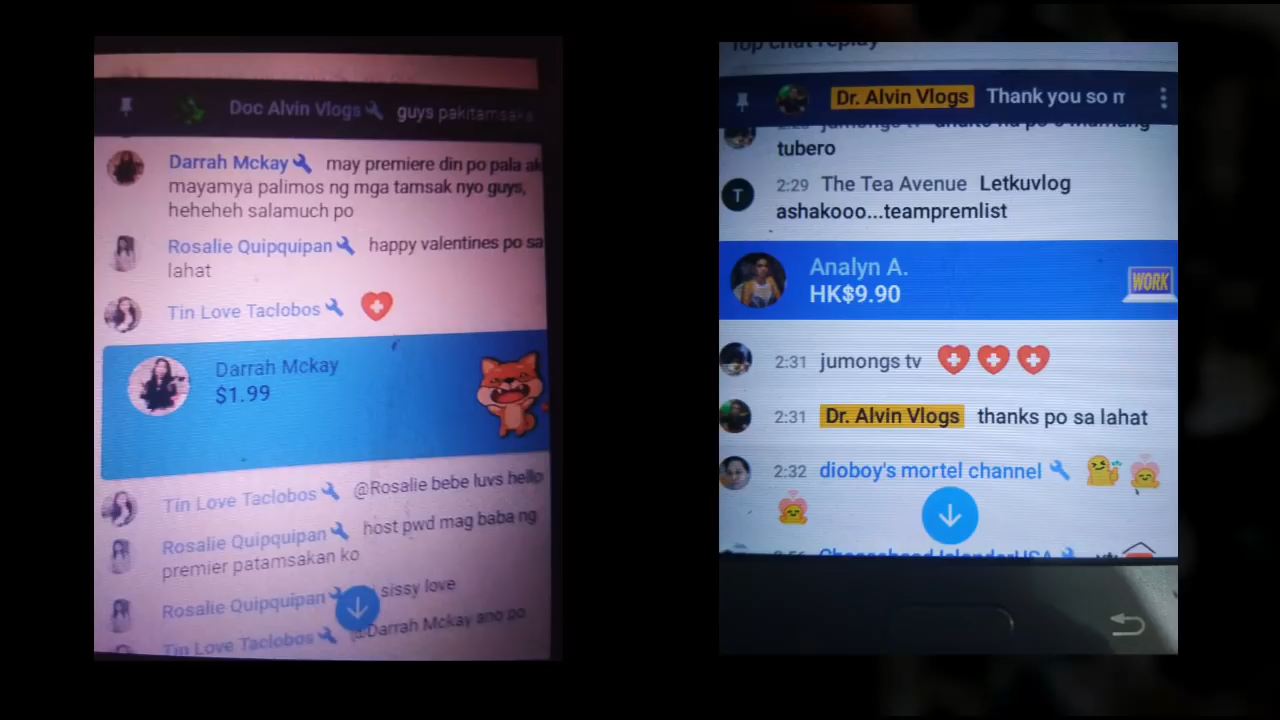 Doc Alvin Vlogs guys pakitamsaks
Darrah Mckay may premiere din po pala ak
mayamya palimos ng mga tamsak nyo guys,
heheheh salamuch po
Rosalie Quipquipan happy valentines po sa
lahat
Tin Love Taclobos
Darrah Mckay
$1.99
Tin Love Taclobos @Rosalie bebe luvs hello
Rosalie Quipquipan host pwd mag baba ng
premier patamsakan ko
Rosalie Quipquipan sissy love
Tin Love Taclobos @Darrah Mckay ano po
Top chat replay
Dr. Alvin Vlogs Thank you so m
jumongs tv
tubero
T 2:29 The Tea Avenue Letkuvlog
ashakooo...teampremlist
Analyn A.
HK$9.90
WORK
2:31 jumongs tv
2:31 Dr. Alvin Vlogs thanks po sa lahat
2:32 dioboy's mortel channel